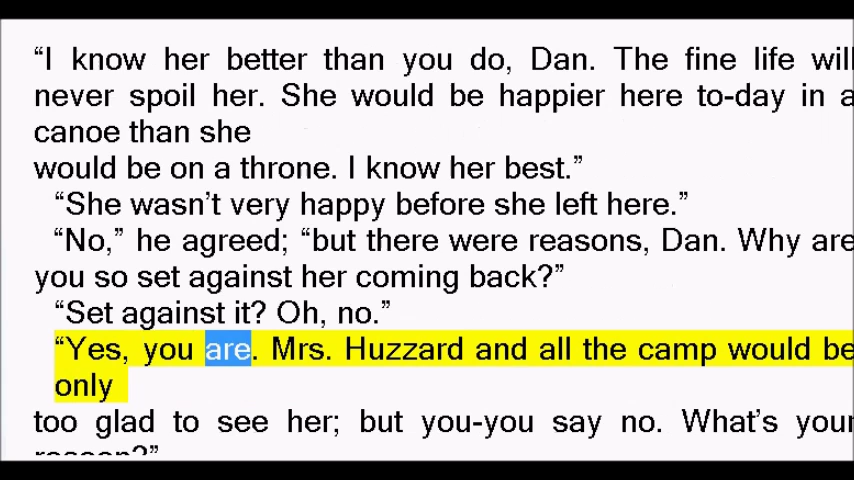 “I know her better than you do, Dan. The fine life will
never spoil her. She would be happier here to-day in a
canoe than she
would be on a throne. I know her best.”
“She wasn’t very happy before she left here.”
“No,” he agreed; “but there were reasons, Dan. Why are
you so set against her coming back?”
“Set against it? Oh, no.”
“Yes, you are. Mrs. Huzzard and all the camp would be
only
too glad to see her; but you-you say no. What’s your
reason?”